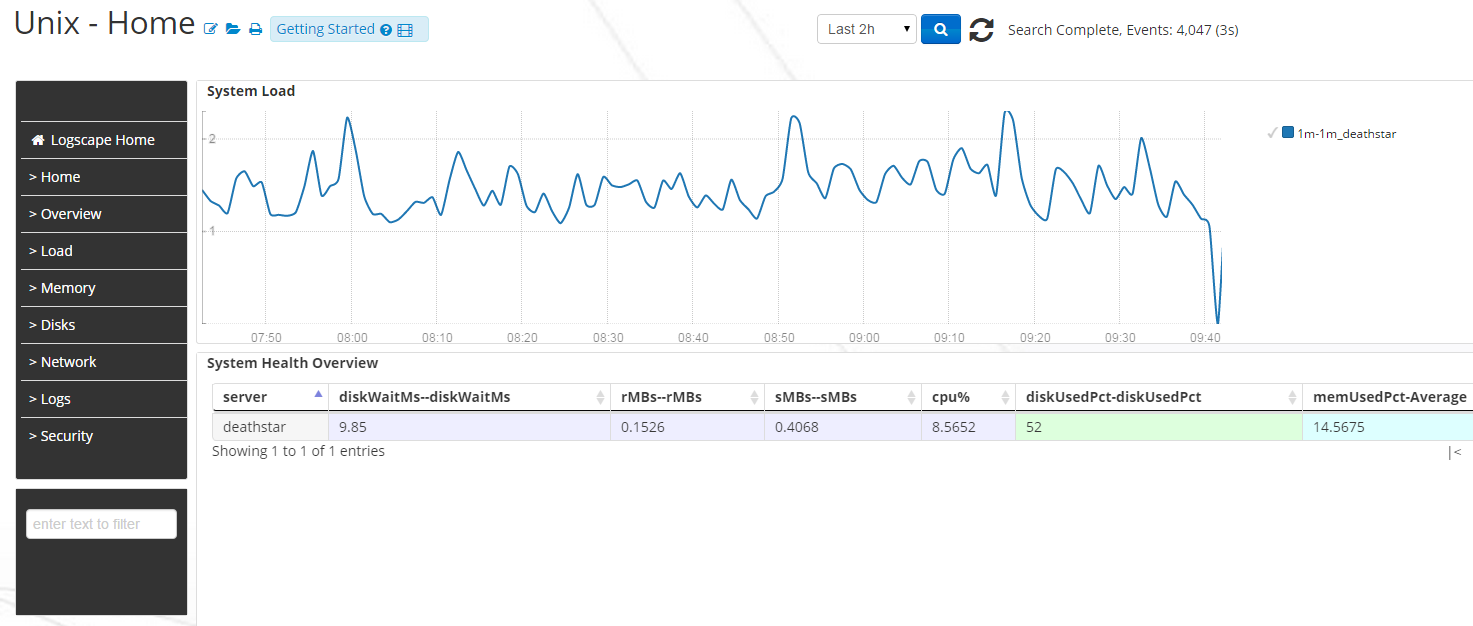 Unix - Home Getting Started Last 2h Search Complete, Events: 4,047 (3s)
System Load
2
1
07:50 08:00 08:10 08:20 08:30 08:40 08:50 09:00 09:10 09:20 09:30 09:40
1m-1m_deathstar
Logscape Home
> Home
> Overview
> Load
> Memory
> Disks
> Network
> Logs
> Security
enter text to filter
System Health Overview
server diskWaitMs--diskWaitMs rMBs--rMBs sMBs--sMBs cpu% diskUsedPct-diskUsedPct memUsedPct-Average
deathstar 9.85 0.1526 0.4068 8.5652 52 14.5675
Showing 1 to 1 of 1 entries |<